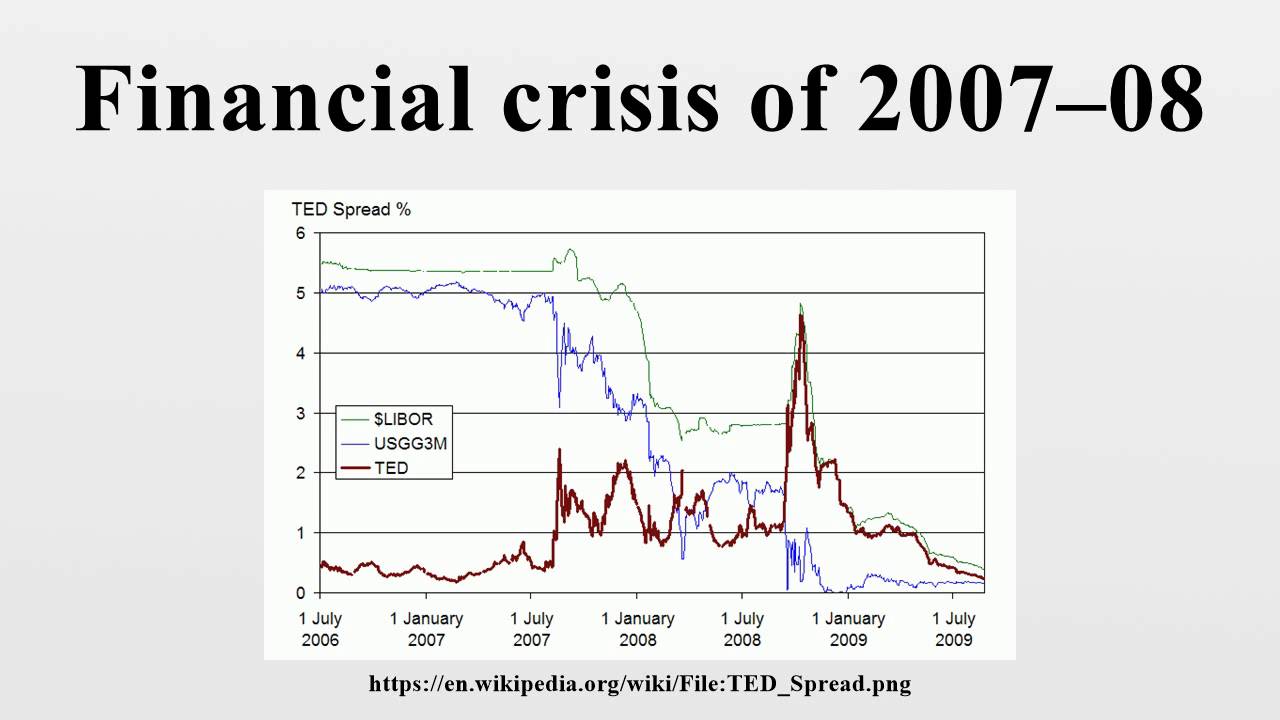 Financial crisis of 2007–08
TED Spread %
6
5
4
3
2
1
0
$LIBOR
USGG3M
TED
1 July 1 January 1 July 1 January 1 July 1 January 1 July
2006 2007 2007 2008 2008 2009 2009
https://en.wikipedia.org/wiki/File:TED_Spread.png